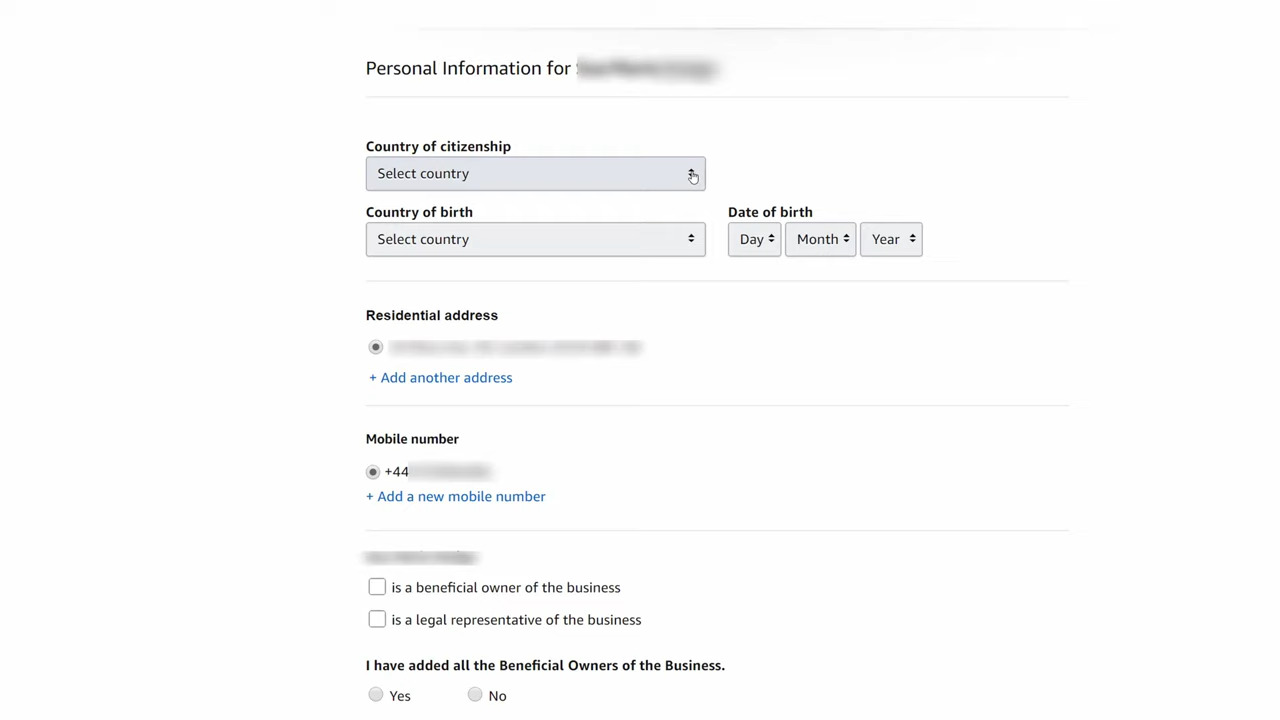 Personal Information for
Country of citizenship
Select country
Country of birth
Date of birth
Select country
Day
Month
Year
Residential address
+ Add another address
Mobile number
+44
+ Add a new mobile number
is a beneficial owner of the business
is a legal representative of the business
I have added all the Beneficial Owners of the Business.
Yes
No